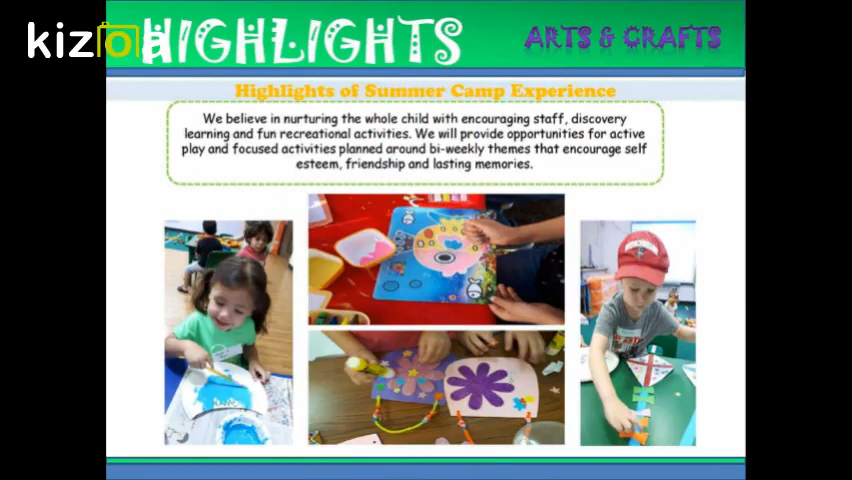 kizoa
HIGHLIGHTS
ARTS & CRAFTS
Highlights of Summer Camp Experience
We believe in nurturing the whole child with encouraging staff, discovery
learning and fun recreational activities. We will provide opportunities for active
play and focused activities planned around bi-weekly themes that encourage self
esteem, friendship and lasting memories.